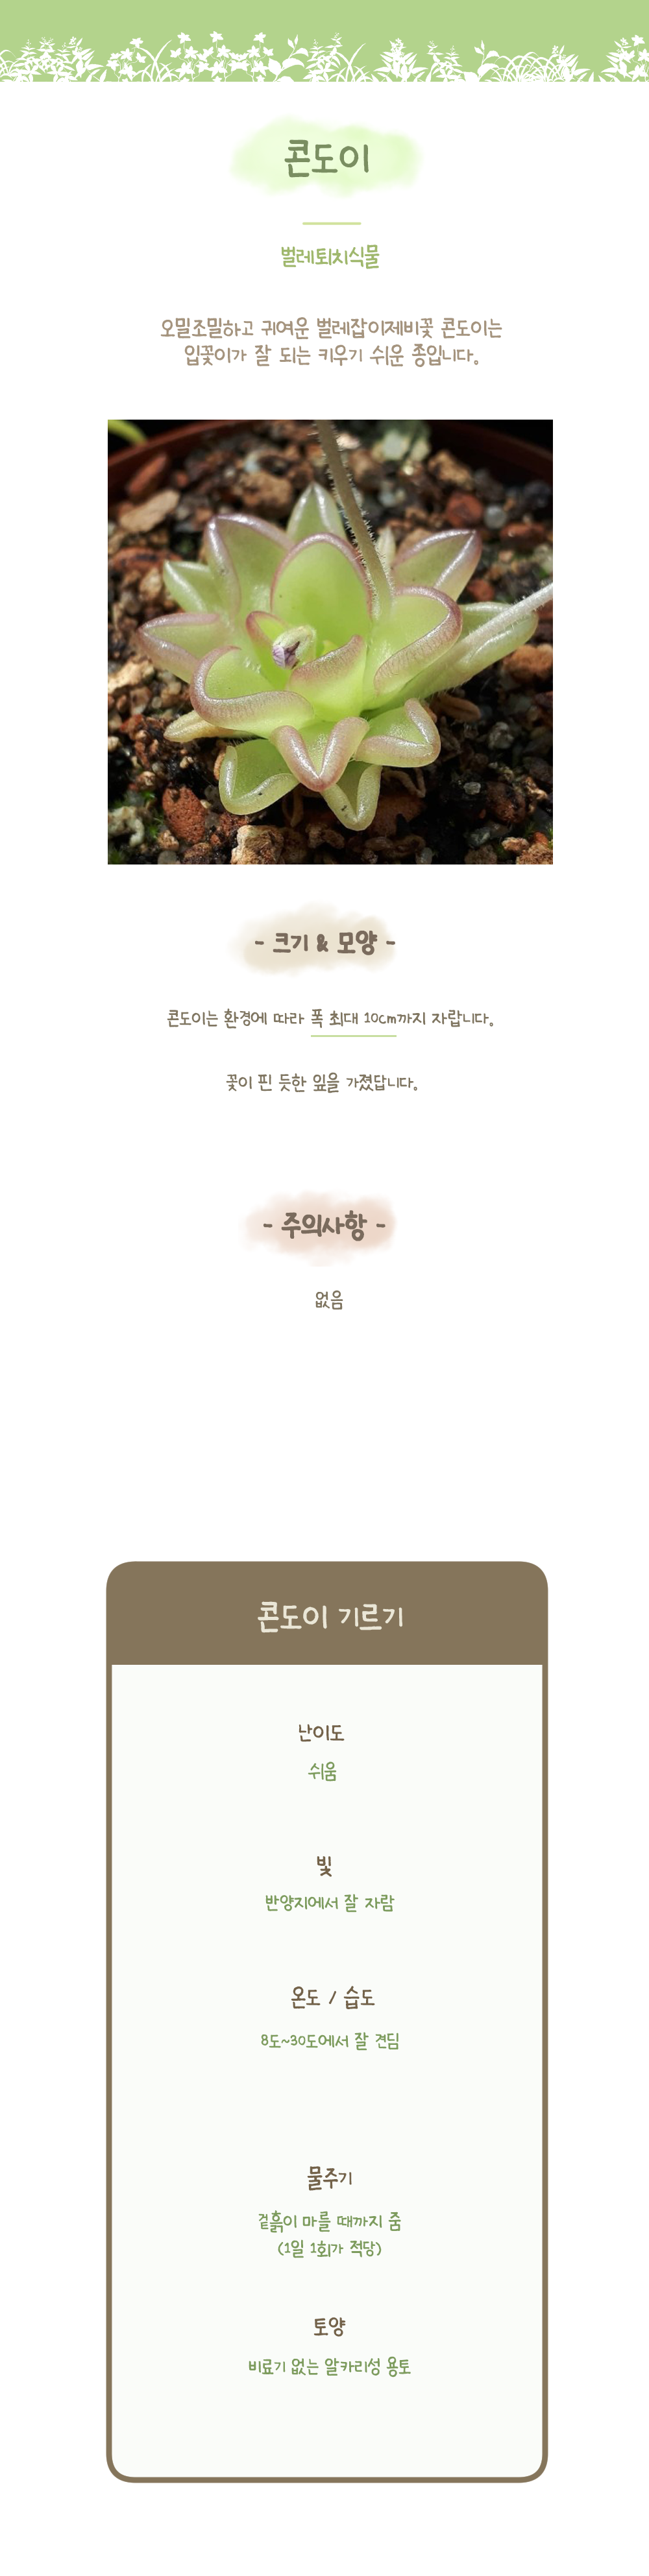 콘도이
벌레퇴치식물
오밀조밀하고 귀여운 벌레잡이제비꽃 콘도이는
입꽂이가 잘 되는 키우기 쉬운 종입니다.
- 크기 & 모양 -
콘도이는 환경에 따라 폭 최대 10cm까지 자랍니다.
꽃이 핀 듯한 잎을 가졌답니다.
- 주의사항 -
없음
콘도이 기르기
난이도
쉬움
빛
반양지에서 잘 자람
온도 / 습도
8도~30도에서 잘 견딤
물주기
겉흙이 마를 때까지 줌
(1일 1회가 적당)
토양
비료기 없는 알카리성 용토